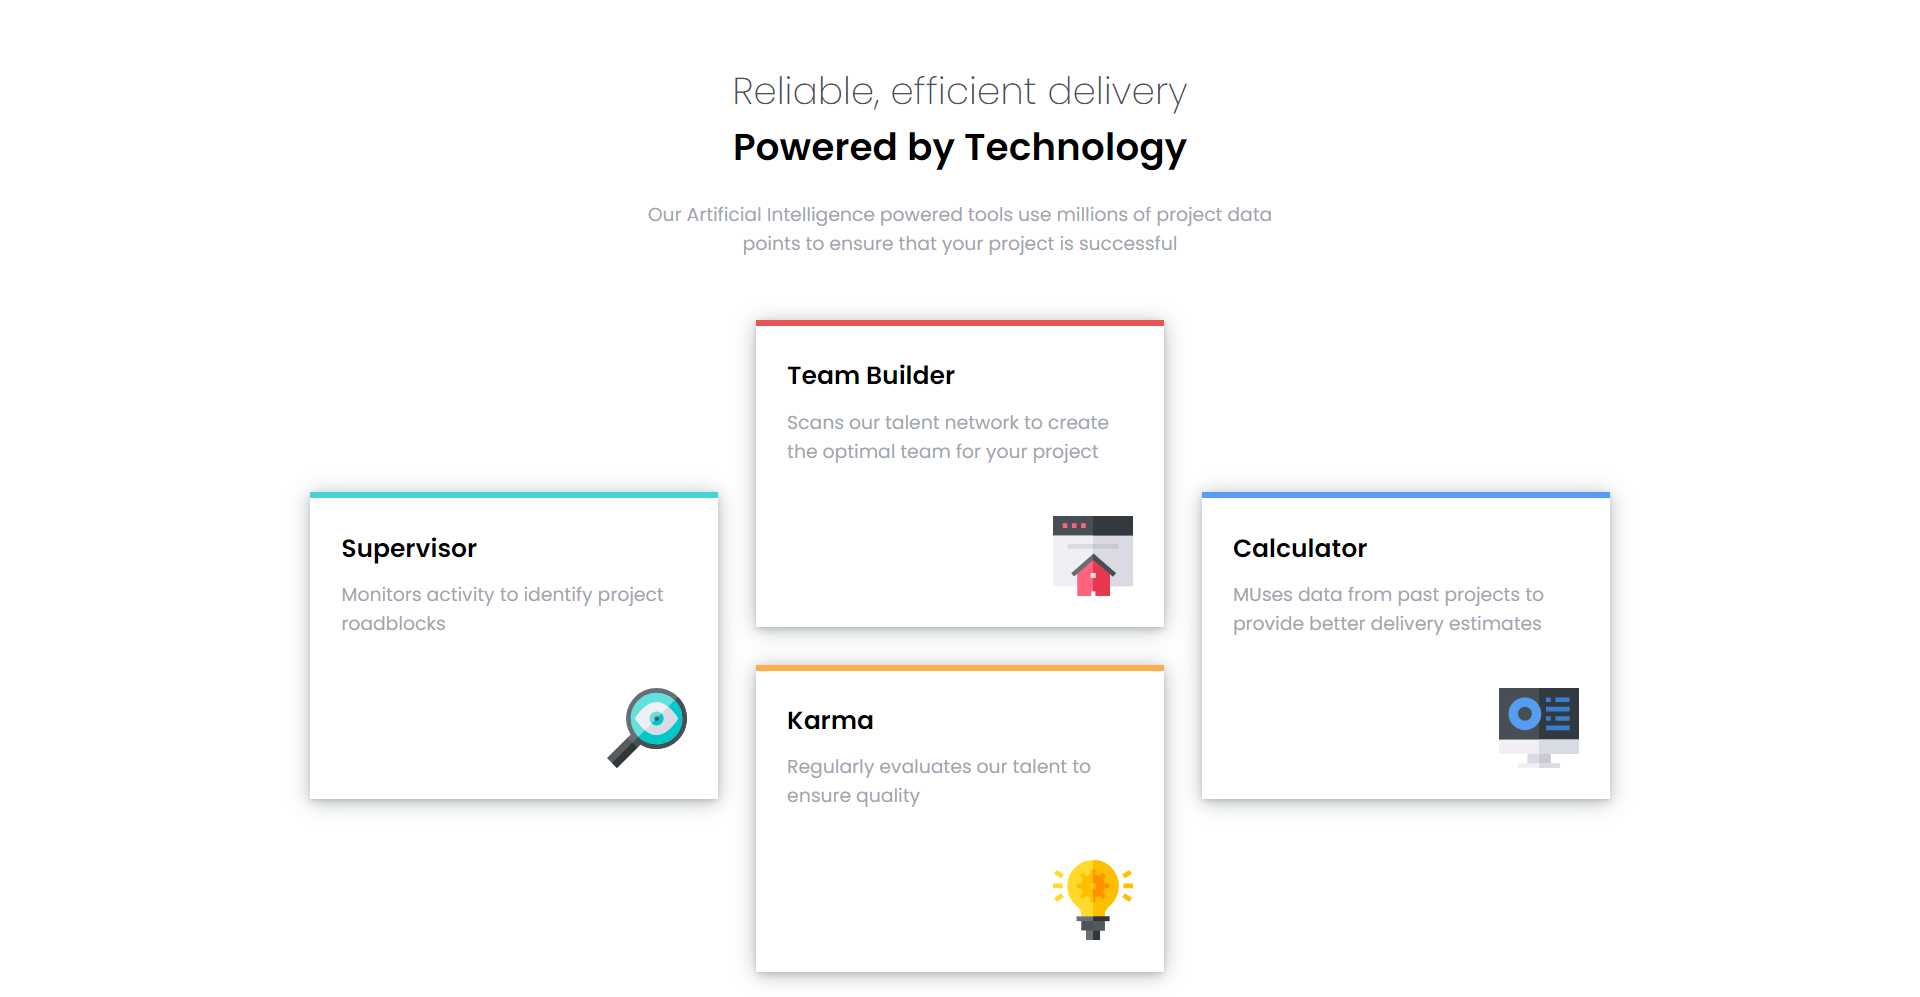 Reliable, efficient delivery
Powered by Technology
Our Artificial Intelligence powered tools use millions of project data
points to ensure that your project is successful
Team Builder
Scans our talent network to create
the optimal team for your project
Supervisor
Monitors activity to identify project
roadblocks
Calculator
MUses data from past projects to
provide better delivery estimates
Karma
Regularly evaluates our talent to
ensure quality